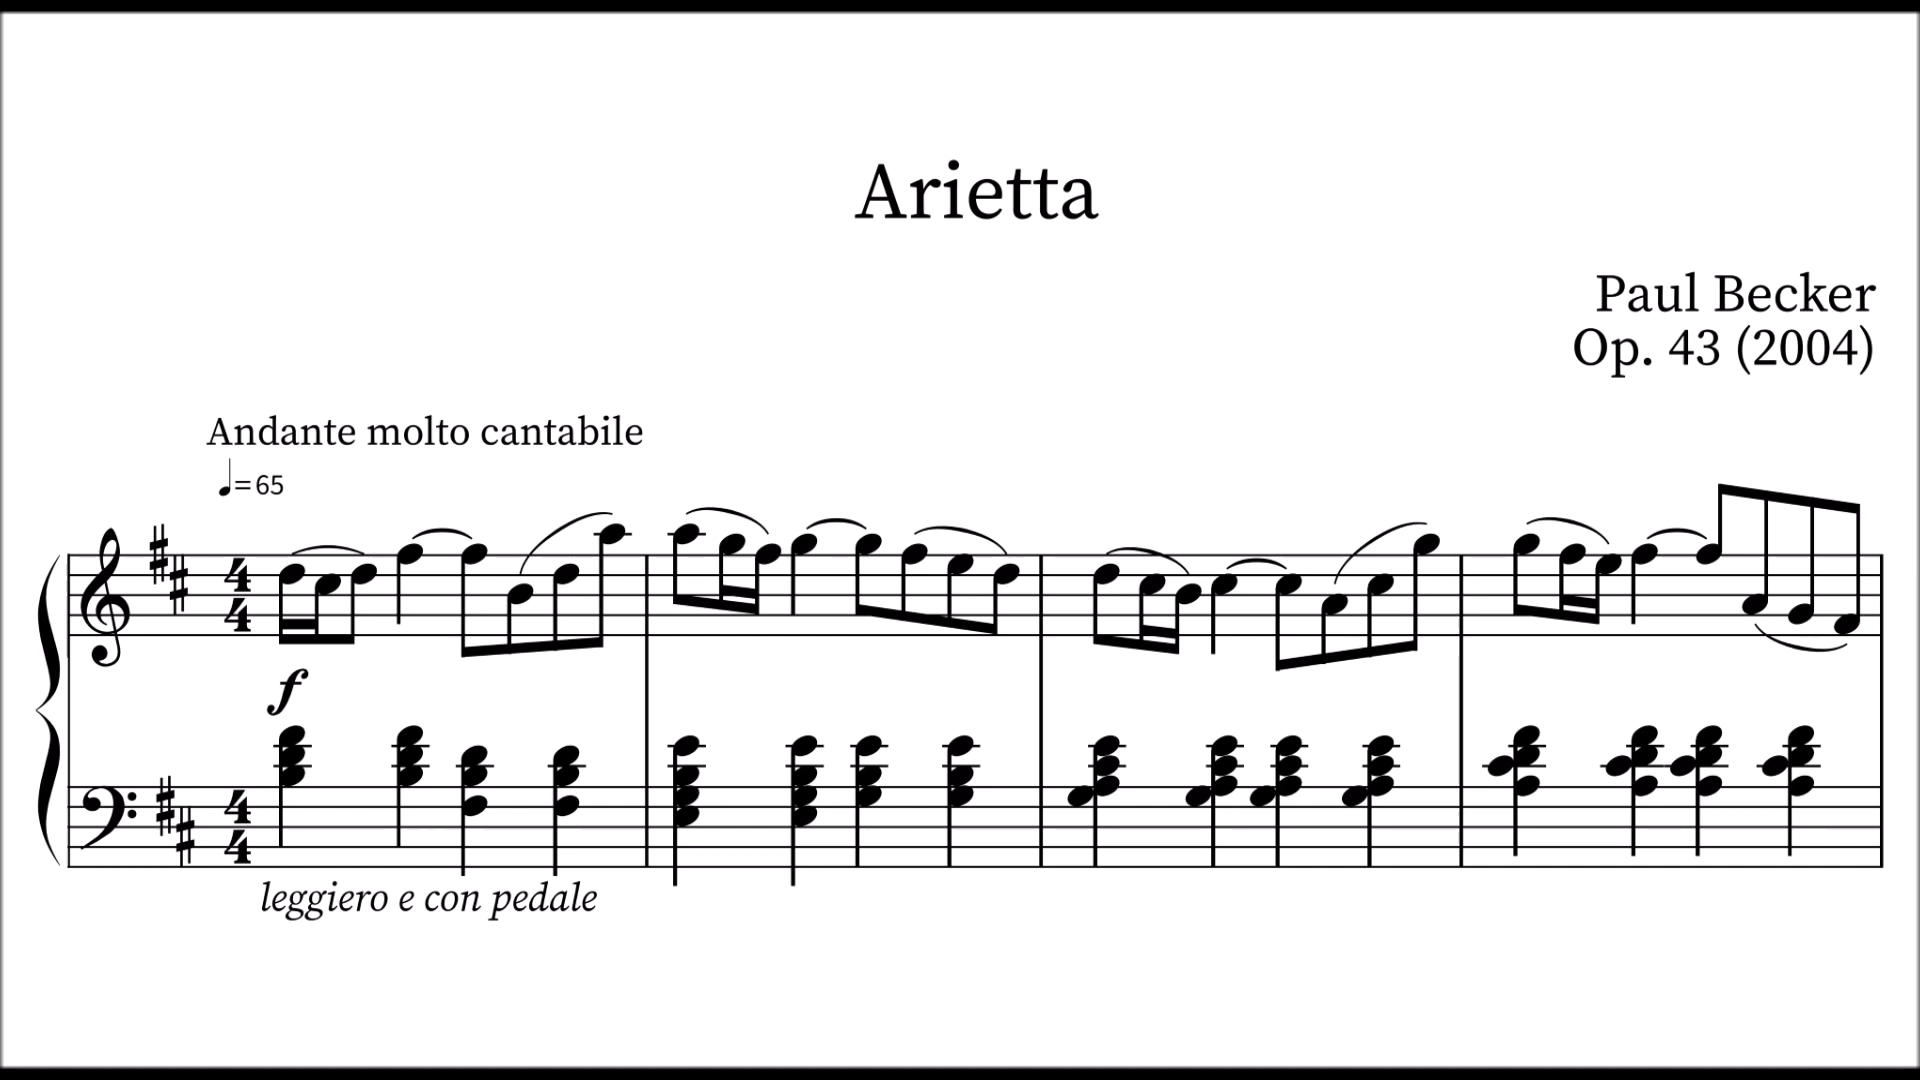 Arietta
Paul Becker
Op. 43 (2004)
Andante molto cantabile
♩=65
4
4
f
4
4
leggiero e con pedale